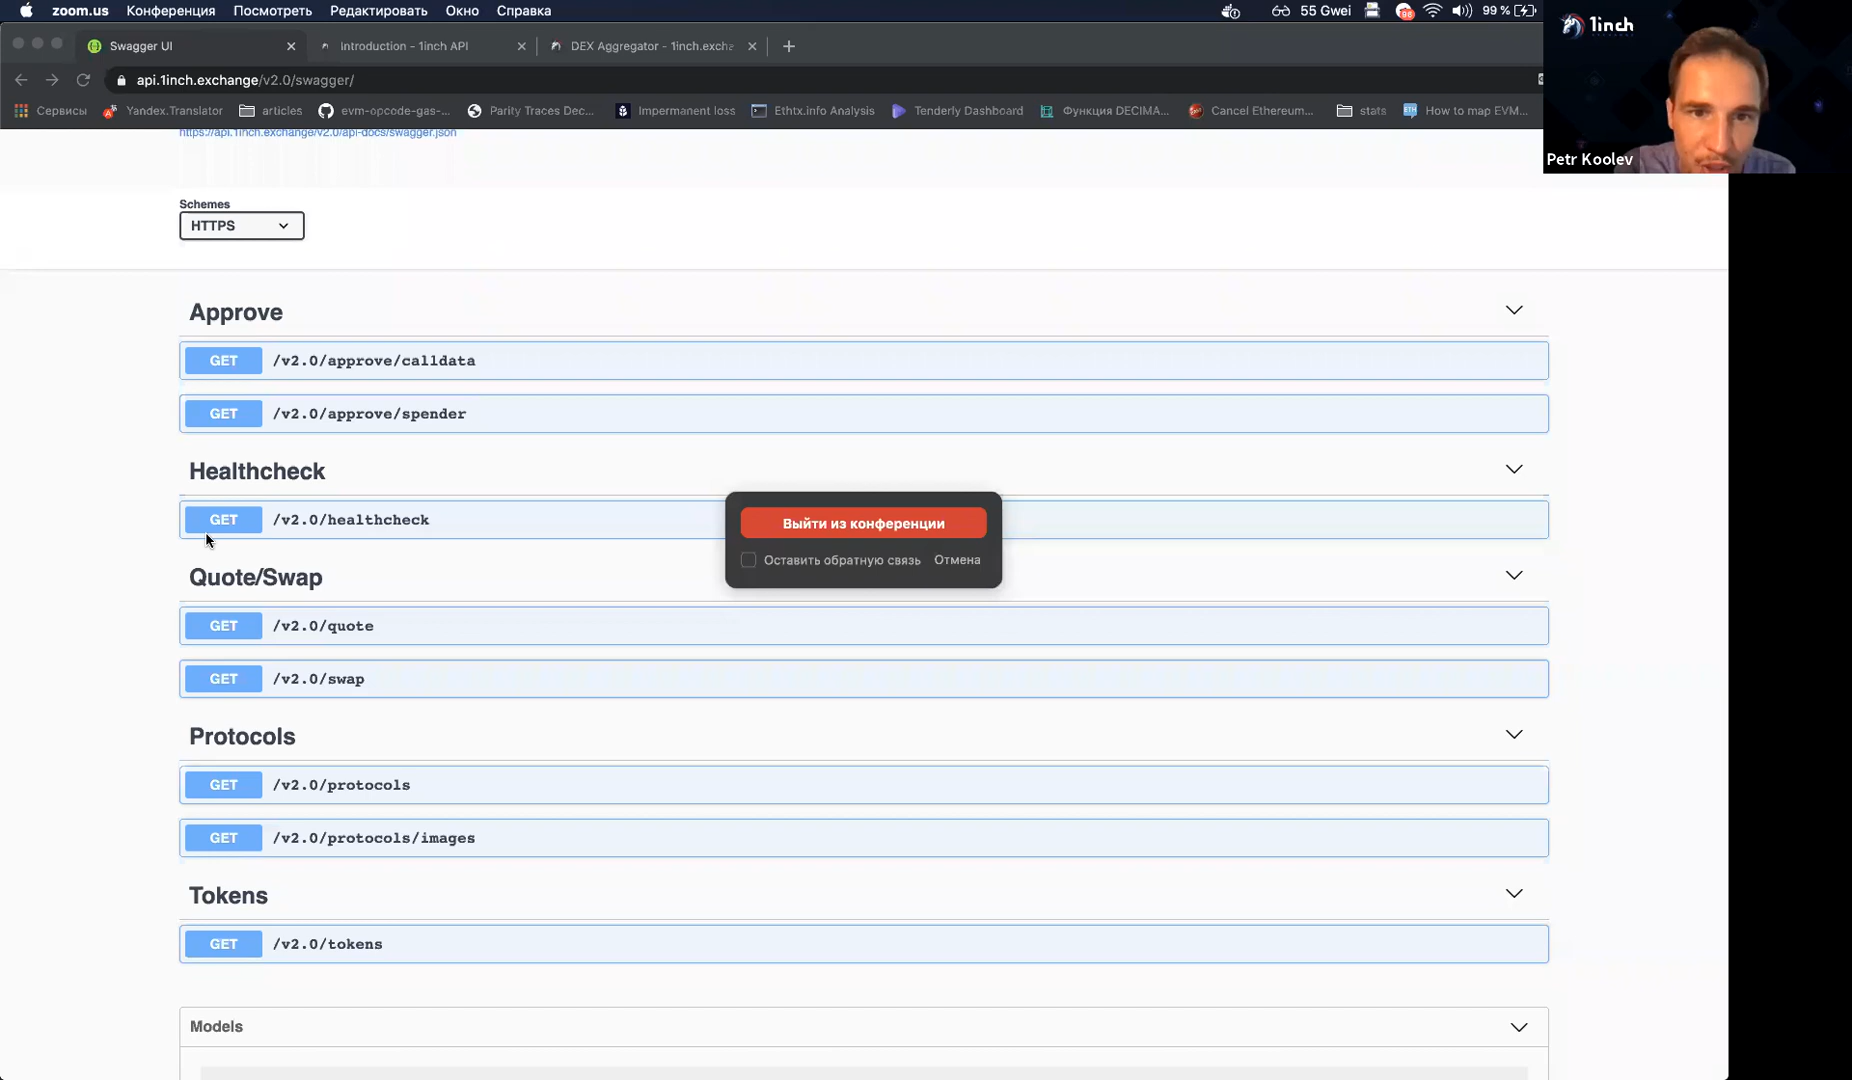 zoom.us Конференция Посмотреть Редактировать Окно Справка 55 Gwei 99 %
Swagger UI
introduction - 1inch API
DEX Aggregator - 1inch.excha
1inch
api.1inch.exchange/v2.0/swagger/
Сервисы Yandex.Translator articles evm-opcode-gas-... Parity Traces Dec... Impermanent loss Ethtx.info Analysis Tenderly Dashboard Функция DECIMA... Cancel Ethereum... stats How to map EVM...
https://api.1inch.exchange/v2.0/api-docs/swagger.json
Petr Koolev
Schemes
HTTPS
Approve
GET /v2.0/approve/calldata
GET /v2.0/approve/spender
Healthcheck
GET /v2.0/healthcheck
Выйти из конференции
Оставить обратную связь Отмена
Quote/Swap
GET /v2.0/quote
GET /v2.0/swap
Protocols
GET /v2.0/protocols
GET /v2.0/protocols/images
Tokens
GET /v2.0/tokens
Models